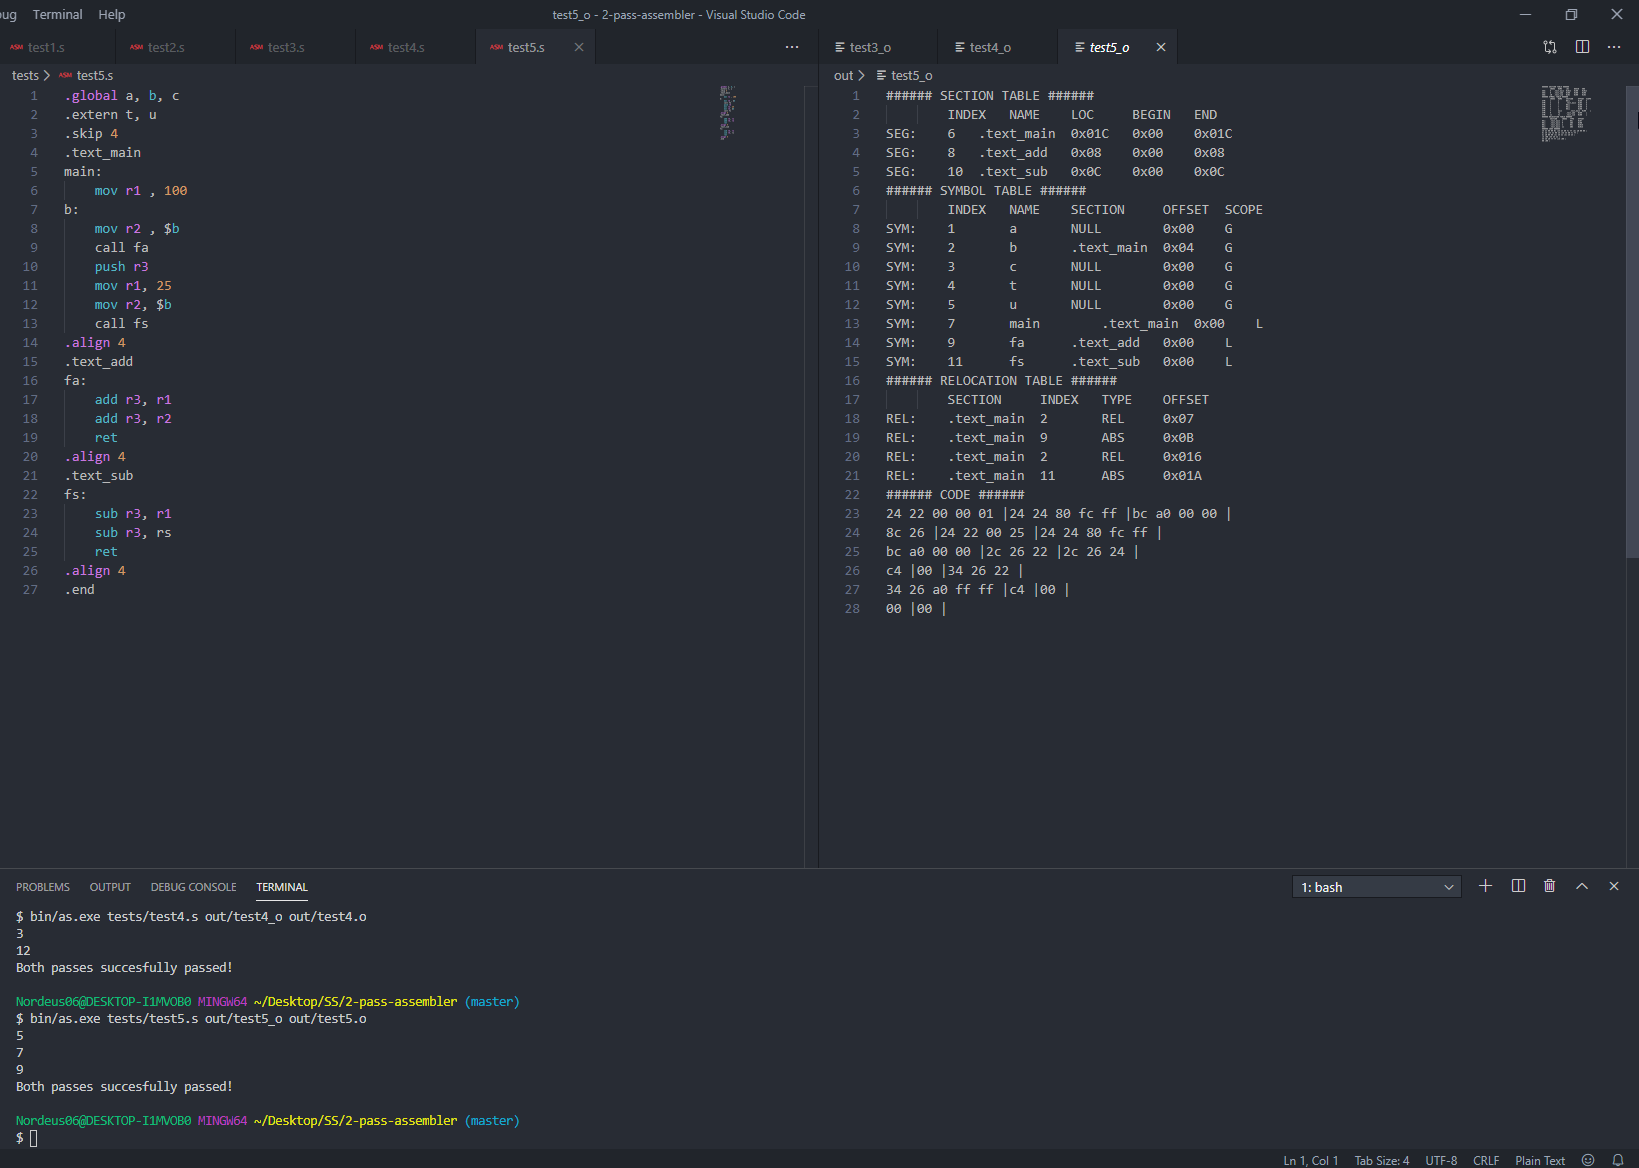 ug Terminal Help test5_o - 2-pass-assembler - Visual Studio Code
ASM test1.s ASM test2.s ASM test3.s ASM test4.s ASM test5.s
test3_o test4_o test5_o
tests > ASM test5.s
1 .global a, b, c
2 .extern t, u
3 .skip 4
4 .text_main
5 main:
6 mov r1 , 100
7 b:
8 mov r2 , $b
9 call fa
10 push r3
11 mov r1, 25
12 mov r2, $b
13 call fs
14 .align 4
15 .text_add
16 fa:
17 add r3, r1
18 add r3, r2
19 ret
20 .align 4
21 .text_sub
22 fs:
23 sub r3, r1
24 sub r3, rs
25 ret
26 .align 4
27 .end
out > test5_o
1 ###### SECTION TABLE ######
2 INDEX NAME LOC BEGIN END
3 SEG: 6 .text_main 0x01C 0x00 0x01C
4 SEG: 8 .text_add 0x08 0x00 0x08
5 SEG: 10 .text_sub 0x0C 0x00 0x0C
6 ###### SYMBOL TABLE ######
7 INDEX NAME SECTION OFFSET SCOPE
8 SYM: 1 a NULL 0x00 G
9 SYM: 2 b .text_main 0x04 G
10 SYM: 3 c NULL 0x00 G
11 SYM: 4 t NULL 0x00 G
12 SYM: 5 u NULL 0x00 G
13 SYM: 7 main .text_main 0x00 L
14 SYM: 9 fa .text_add 0x00 L
15 SYM: 11 fs .text_sub 0x00 L
16 ###### RELOCATION TABLE ######
17 SECTION INDEX TYPE OFFSET
18 REL: .text_main 2 REL 0x07
19 REL: .text_main 9 ABS 0x0B
20 REL: .text_main 2 REL 0x016
21 REL: .text_main 11 ABS 0x01A
22 ###### CODE ######
23 24 22 00 00 01 |24 24 80 fc ff |bc a0 00 00 |
24 8c 26 |24 22 00 25 |24 24 80 fc ff |
25 bc a0 00 00 |2c 26 22 |2c 26 24 |
26 c4 |00 |34 26 22 |
27 34 26 a0 ff ff |c4 |00 |
28 00 |00 |
PROBLEMS OUTPUT DEBUG CONSOLE TERMINAL 1: bash
$ bin/as.exe tests/test4.s out/test4_o out/test4.o
3
12
Both passes succesfully passed!
Nordeus06@DESKTOP-I1MVOB0 MINGW64 ~/Desktop/SS/2-pass-assembler (master)
$ bin/as.exe tests/test5.s out/test5_o out/test5.o
5
7
9
Both passes succesfully passed!
Nordeus06@DESKTOP-I1MVOB0 MINGW64 ~/Desktop/SS/2-pass-assembler (master)
$
Ln 1, Col 1 Tab Size: 4 UTF-8 CRLF Plain Text